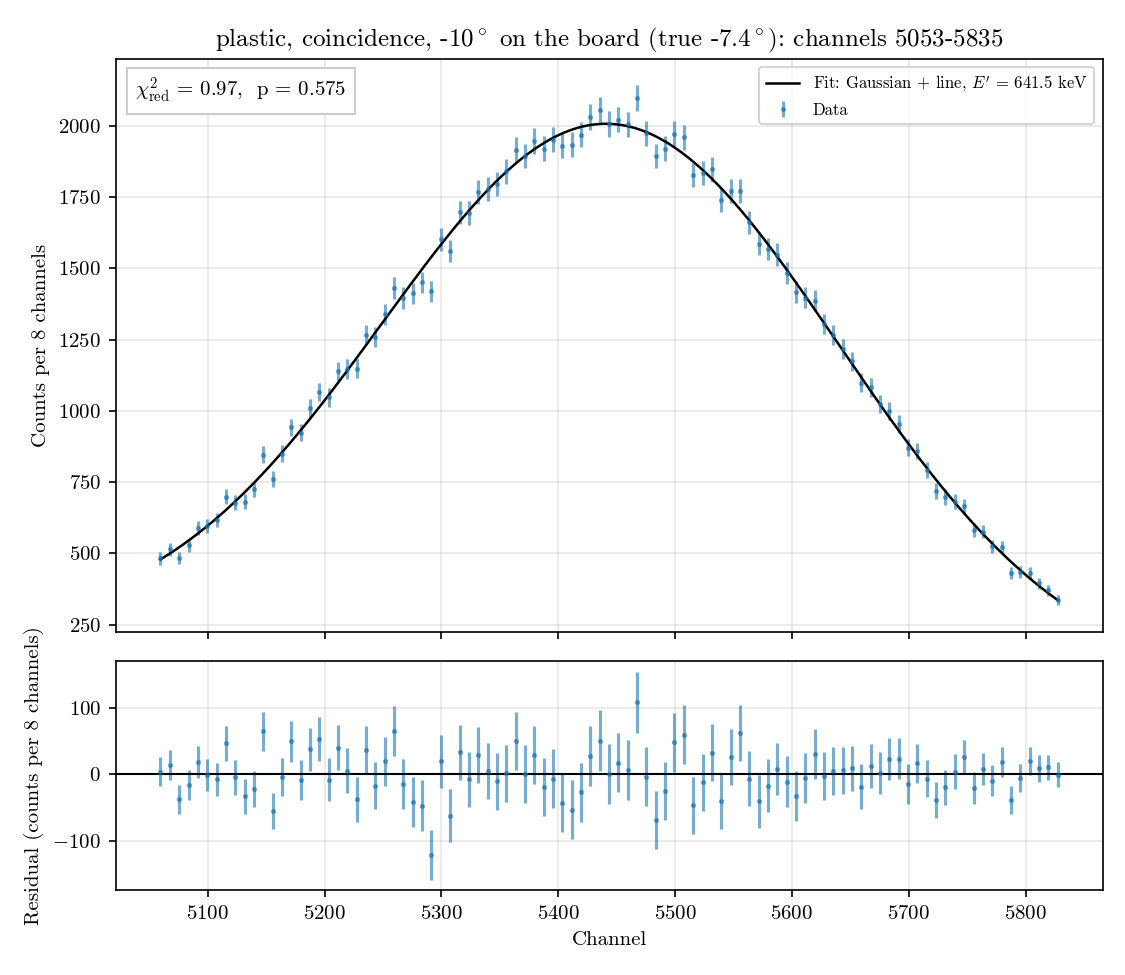 plastic, coincidence, -10° on the board (true -7.4°): channels 5053-5835
χ²red = 0.97, p = 0.575
Fit: Gaussian + line, E′ = 641.5 keV
Data
Counts per 8 channels
2000
1750
1500
1250
1000
750
500
250
Residual (counts per 8 channels)
100
0
−100
5100 5200 5300 5400 5500 5600 5700 5800
Channel